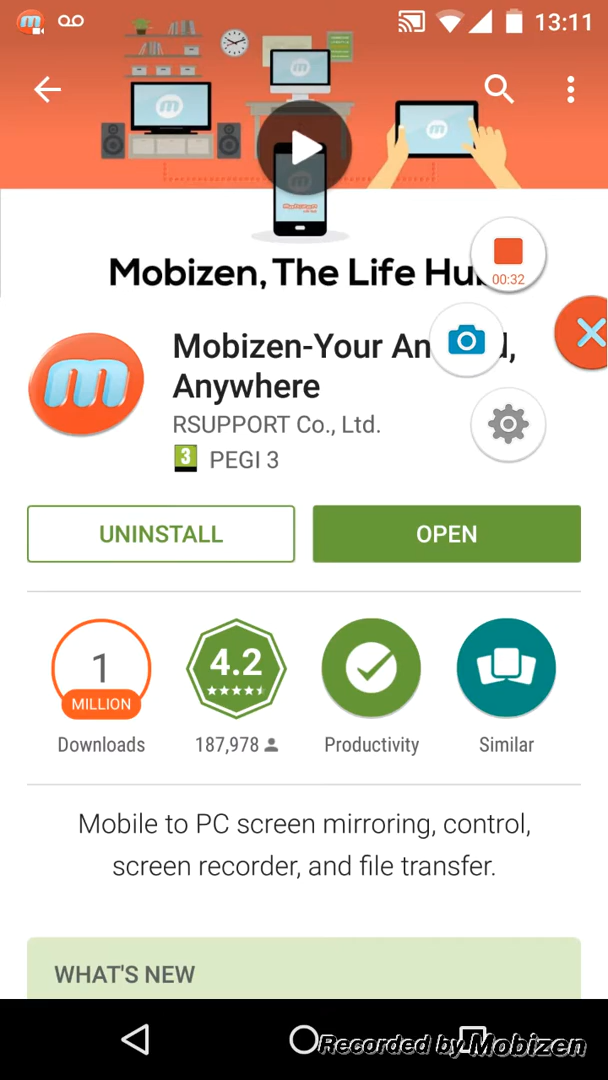 13:11
Mobizen, The Life Hu
00:32
Mobizen-Your An d,
Anywhere
RSUPPORT Co., Ltd.
3 PEGI 3
UNINSTALL
OPEN
1
MILLION
4.2
Downloads
187,978
Productivity
Similar
Mobile to PC screen mirroring, control,
screen recorder, and file transfer.
WHAT'S NEW
Recorded by Mobizen